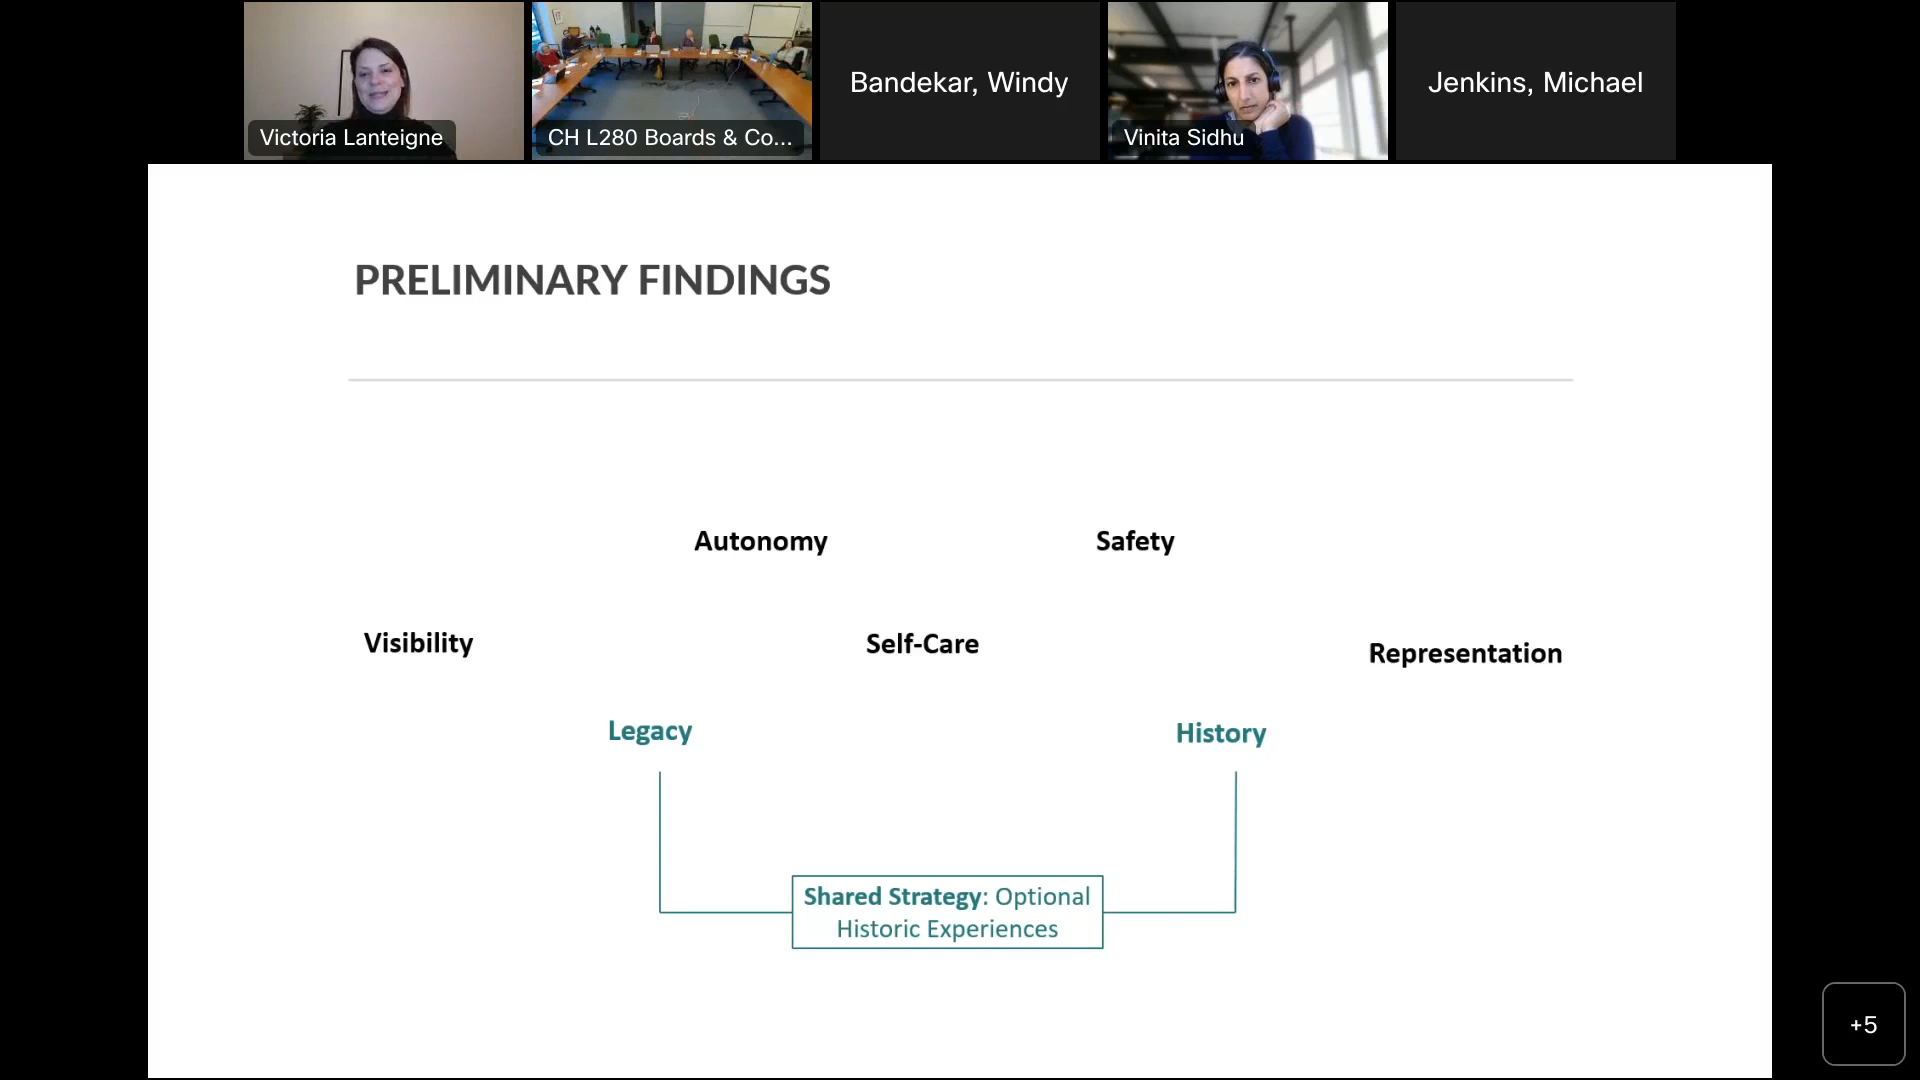 Victoria Lanteigne
CH L280 Boards & Co...
Bandekar, Windy
Vinita Sidhu
Jenkins, Michael
PRELIMINARY FINDINGS
Autonomy
Safety
Visibility
Self-Care
Representation
Legacy
History
Shared Strategy: Optional
Historic Experiences
+5